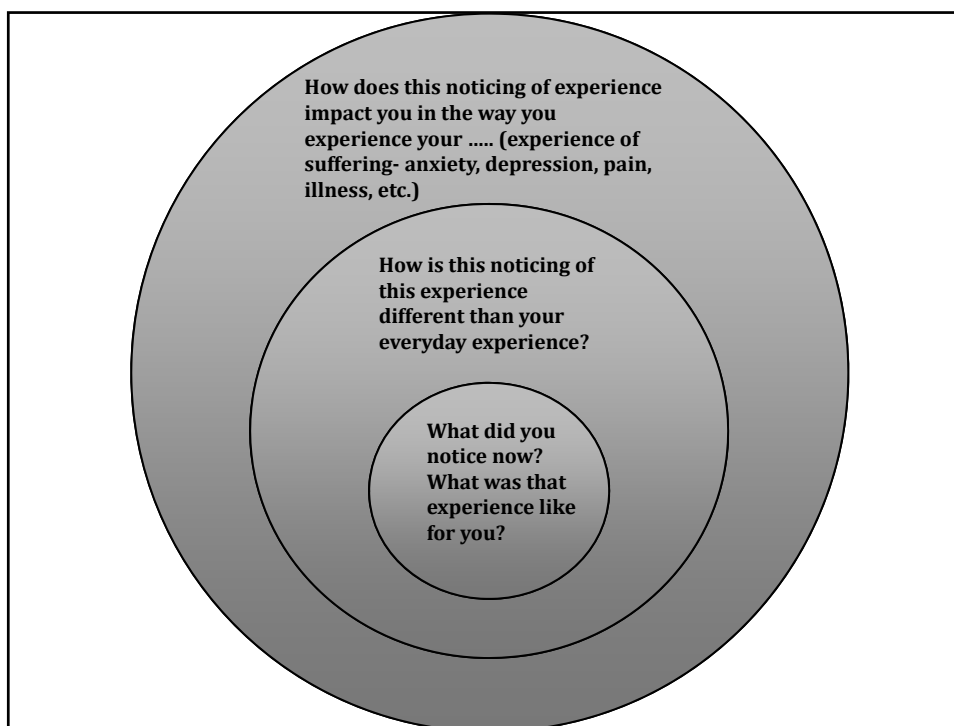 How does this noticing of experience
impact you in the way you
experience your ..... (experience of
suffering- anxiety, depression, pain,
illness, etc.)
How is this noticing of
this experience
different than your
everyday experience?
What did you
notice now?
What was that
experience like
for you?